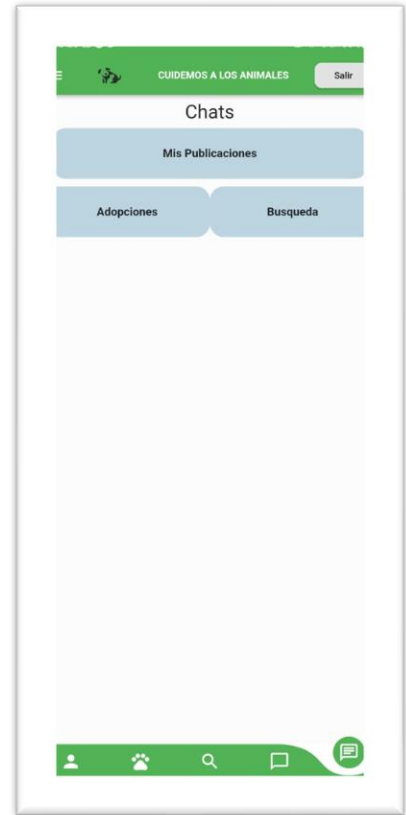 CUIDEMOS A LOS ANIMALES Salir
Chats
Mis Publicaciones
Adopciones Busqueda